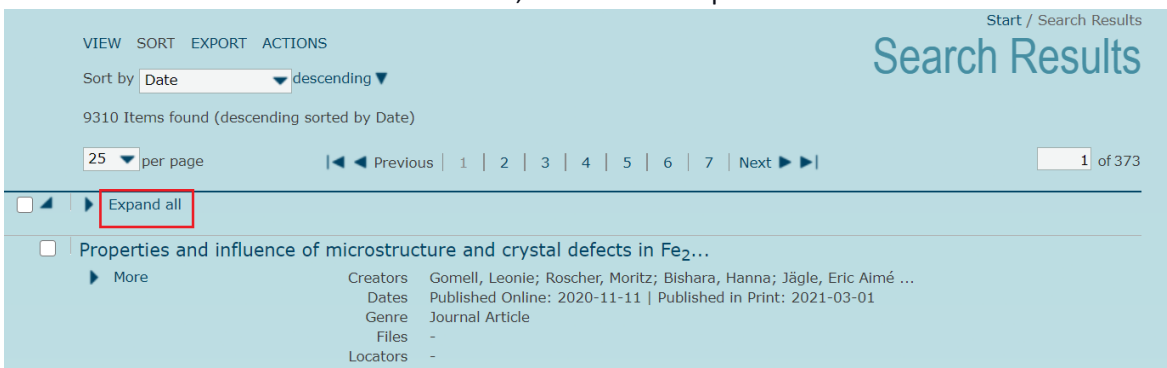 Start / Search Results
VIEW SORT EXPORT ACTIONS
Search Results
Sort by Date descending
9310 Items found (descending sorted by Date)
25 per page Previous | 1 | 2 | 3 | 4 | 5 | 6 | 7 | Next 1 of 373
Expand all
Properties and influence of microstructure and crystal defects in Fe₂...
More Creators Gomell, Leonie; Roscher, Moritz; Bishara, Hanna; Jägle, Eric Aimé ...
Dates Published Online: 2020-11-11 | Published in Print: 2021-03-01
Genre Journal Article
Files -
Locators -